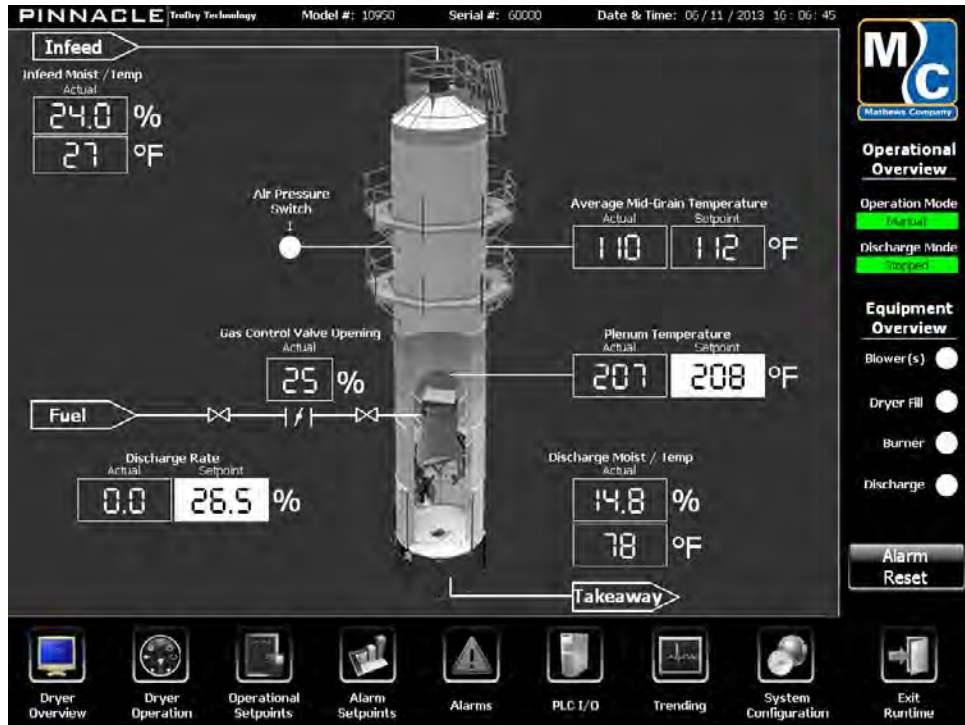 PINNACLE TruDry Technology Model #: 10950 Serial #: 60000 Date & Time: 06/11/2013 16:06:45
Infeed
Infeed Moist / Temp
Actual
24.0 %
27 °F
Air Pressure
Switch
1
Average Mid-Grain Temperature
Actual Setpoint
110 112 °F
Gas Control Valve Opening
Actual
25 %
Plenum Temperature
Actual Setpoint
207 208 °F
Fuel
Discharge Rate
Actual Setpoint
0.0 26.5 %
Discharge Moist / Temp
Actual
14.8 %
78 °F
Takeaway
MC
Mathews Company
Operational
Overview
Operation Mode
Manual
Discharge Mode
Stopped
Equipment
Overview
Blower(s)
Dryer Fill
Burner
Discharge
Alarm
Reset
Dryer
Overview
Dryer
Operation
Operational
Setpoints
Alarm
Setpoints
Alarms
PLC I/O
Trending
System
Configuration
Exit
Runtime